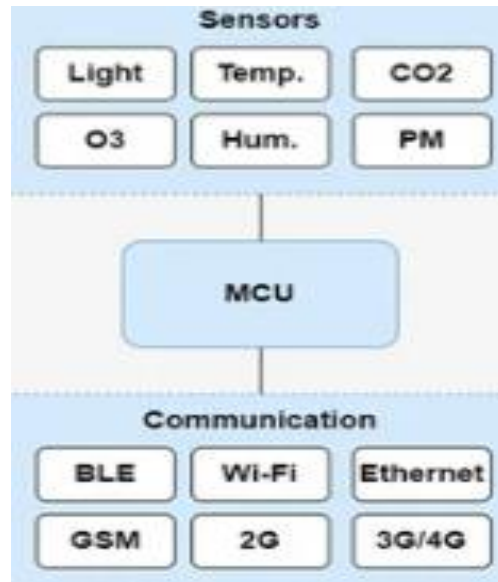 Sensors
Light Temp. CO2
O3 Hum. PM
MCU
Communication
BLE Wi-Fi Ethernet
GSM 2G 3G/4G